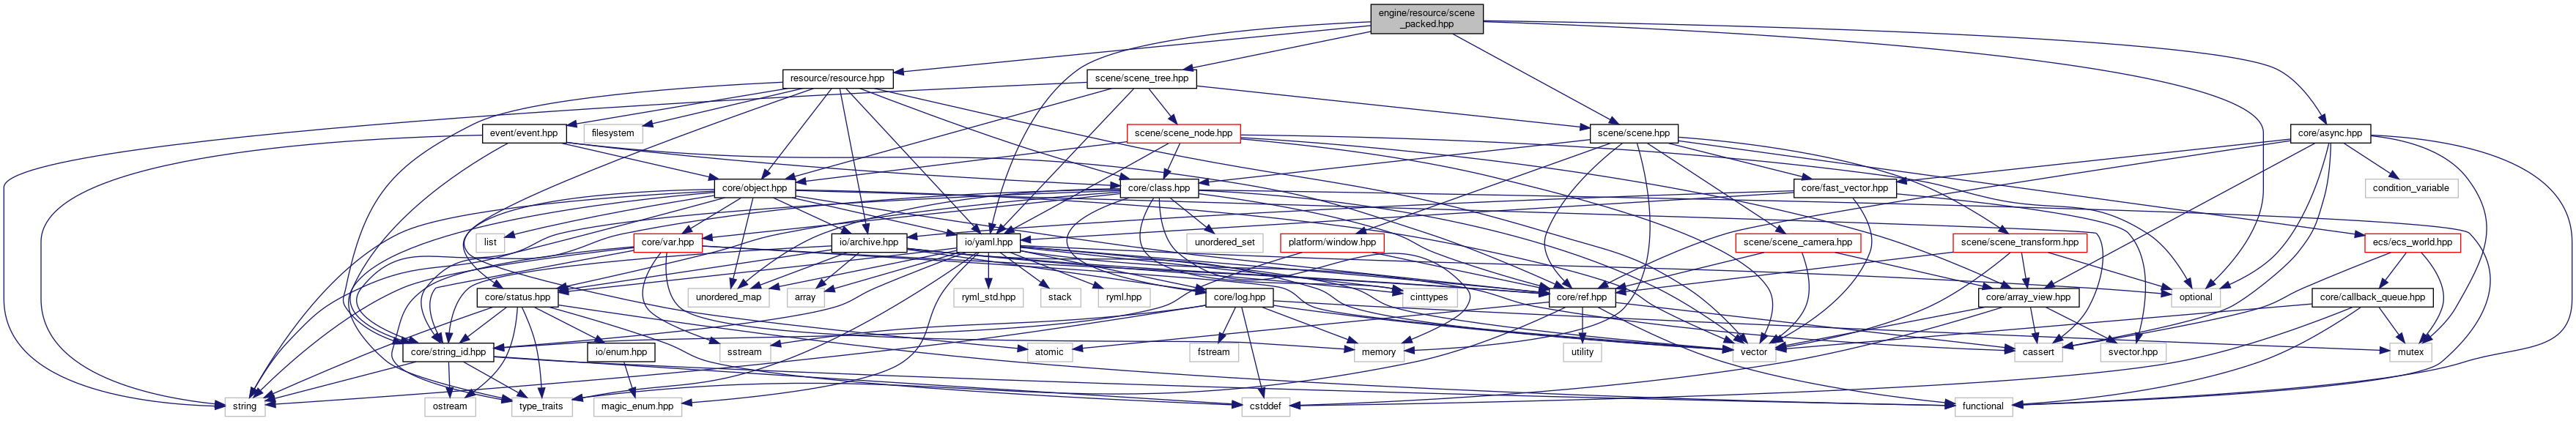 engine/resource/scene
_packed.hpp
resource/resource.hpp
scene/scene_tree.hpp
event/event.hpp
filesystem
scene/scene_node.hpp
scene/scene.hpp
core/async.hpp
core/object.hpp
core/class.hpp
core/fast_vector.hpp
condition_variable
list
core/var.hpp
io/archive.hpp
io/yaml.hpp
unordered_set
platform/window.hpp
scene/scene_camera.hpp
scene/scene_transform.hpp
ecs/ecs_world.hpp
core/status.hpp
unordered_map
array
ryml_std.hpp
stack
ryml.hpp
core/log.hpp
cinttypes
core/ref.hpp
core/array_view.hpp
optional
core/callback_queue.hpp
core/string_id.hpp
io/enum.hpp
sstream
atomic
fstream
memory
utility
vector
cassert
svector.hpp
mutex
string
ostream
type_traits
magic_enum.hpp
cstddef
functional